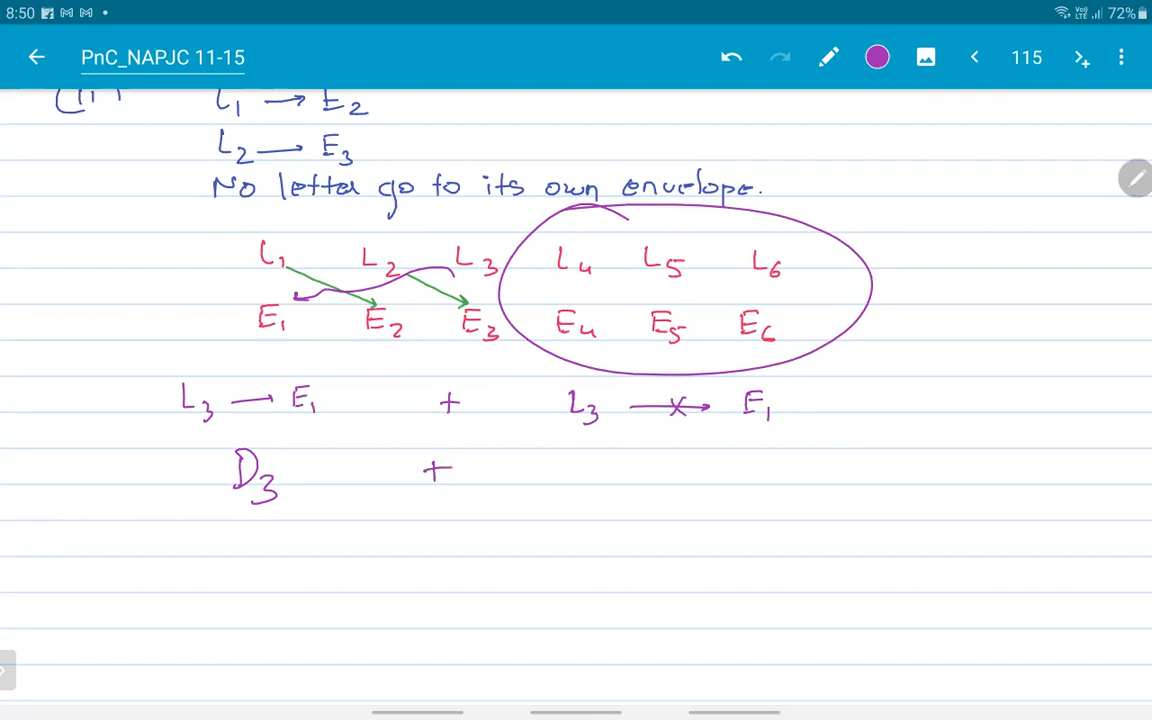 8:50 72%
PnC_NAPJC 11-15 115
(iii) L1 → E2
L2 → E3
No letter go to its own envelope.
L1 L2 L3 L4 L5 L6
E1 E2 E3 E4 E5 E6
L3 → E1 + L3 ↛ E1
D3 +